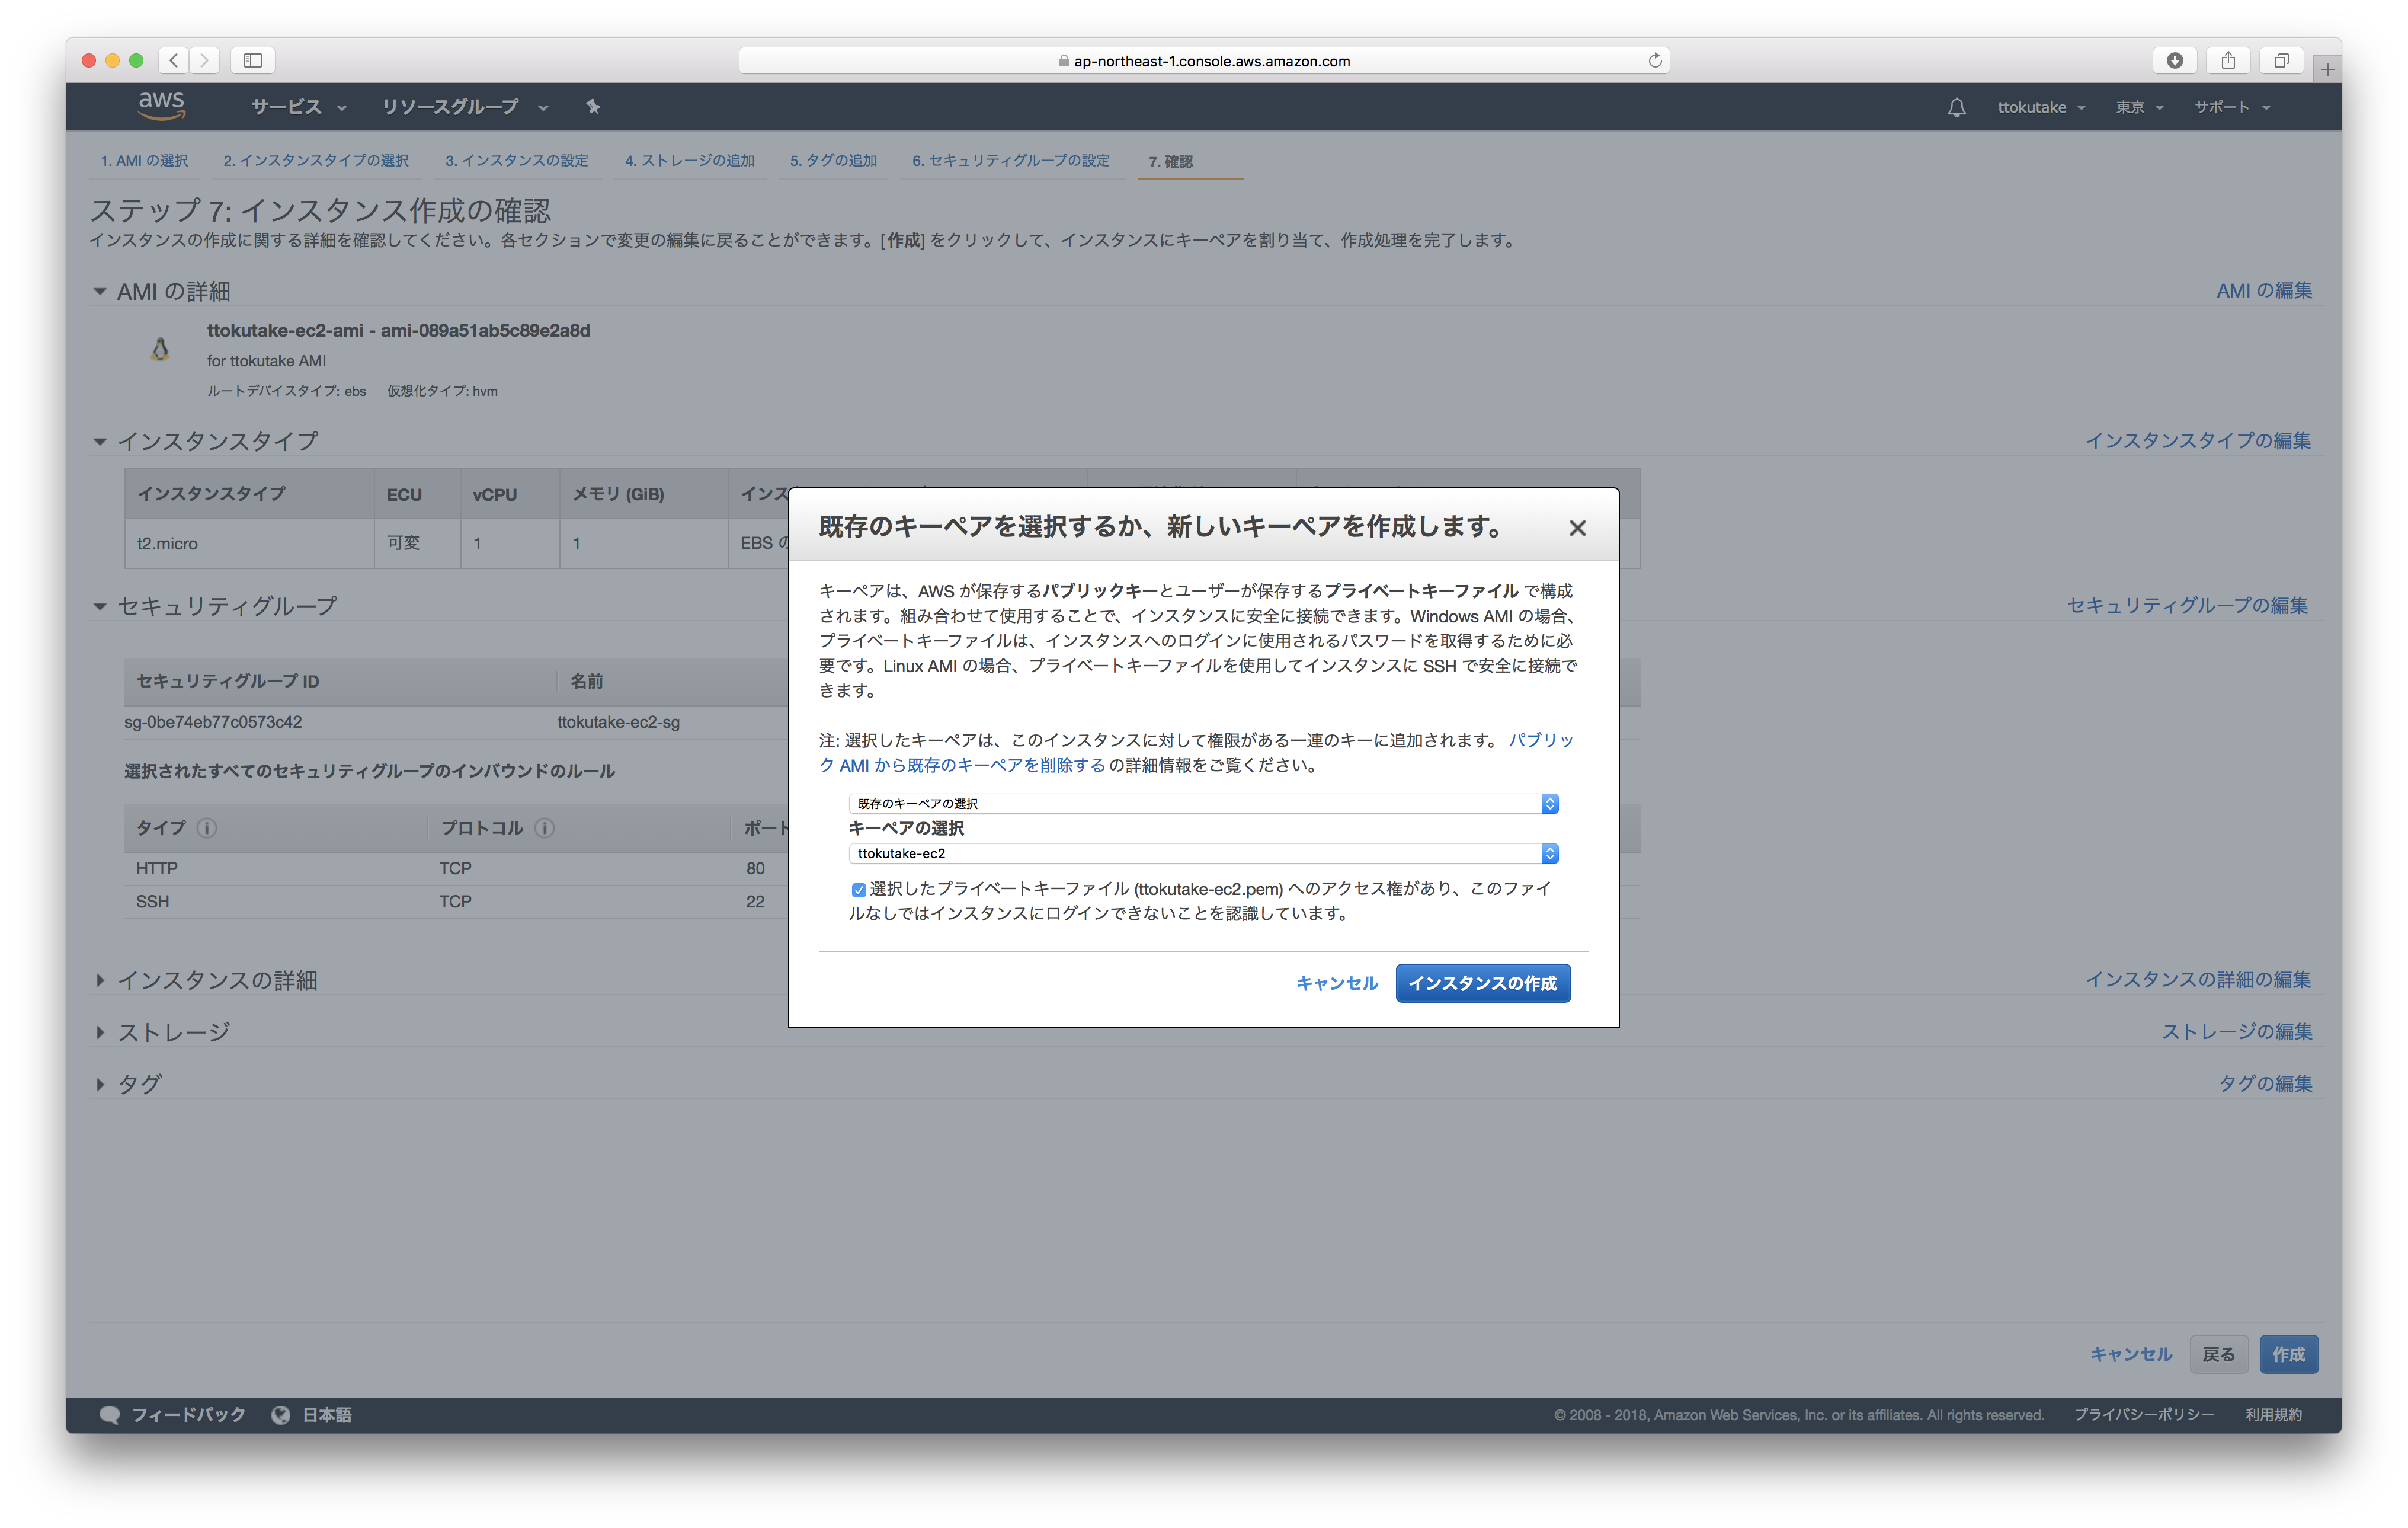 ap-northeast-1.console.aws.amazon.com
aws サービス リソースグループ ttokutake 東京 サポート
1. AMI の選択 2. インスタンスタイプの選択 3. インスタンスの設定 4. ストレージの追加 5. タグの追加 6. セキュリティグループの設定 7. 確認
ステップ 7: インスタンス作成の確認
インスタンスの作成に関する詳細を確認してください。各セクションで変更の編集に戻ることができます。[作成] をクリックして、インスタンスにキーペアを割り当て、作成処理を完了します。
AMI の詳細 AMI の編集
ttokutake-ec2-ami - ami-089a51ab5c89e2a8d
for ttokutake AMI
ルートデバイスタイプ: ebs 仮想化タイプ: hvm
インスタンスタイプ インスタンスタイプの編集
インスタンスタイプ ECU vCPU メモリ (GiB) インス
t2.micro 可変 1 1 EBS の
セキュリティグループ セキュリティグループの編集
セキュリティグループ ID 名前
sg-0be74eb77c0573c42 ttokutake-ec2-sg
選択されたすべてのセキュリティグループのインバウンドのルール
タイプ プロトコル ポート
HTTP TCP 80
SSH TCP 22
インスタンスの詳細 インスタンスの詳細の編集
ストレージ ストレージの編集
タグ タグの編集
既存のキーペアを選択するか、新しいキーペアを作成します。
キーペアは、AWS が保存するパブリックキーとユーザーが保存するプライベートキーファイル で構成
されます。組み合わせて使用することで、インスタンスに安全に接続できます。Windows AMI の場合、
プライベートキーファイルは、インスタンスへのログインに使用されるパスワードを取得するために必
要です。Linux AMI の場合、プライベートキーファイルを使用してインスタンスに SSH で安全に接続で
きます。
注: 選択したキーペアは、このインスタンスに対して権限がある一連のキーに追加されます。 パブリッ
ク AMI から既存のキーペアを削除する の詳細情報をご覧ください。
既存のキーペアの選択
キーペアの選択
ttokutake-ec2
選択したプライベートキーファイル (ttokutake-ec2.pem) へのアクセス権があり、このファイ
ルなしではインスタンスにログインできないことを認識しています。
キャンセル インスタンスの作成
キャンセル 戻る 作成
フィードバック 日本語 © 2008 - 2018, Amazon Web Services, Inc. or its affiliates. All rights reserved. プライバシーポリシー 利用規約